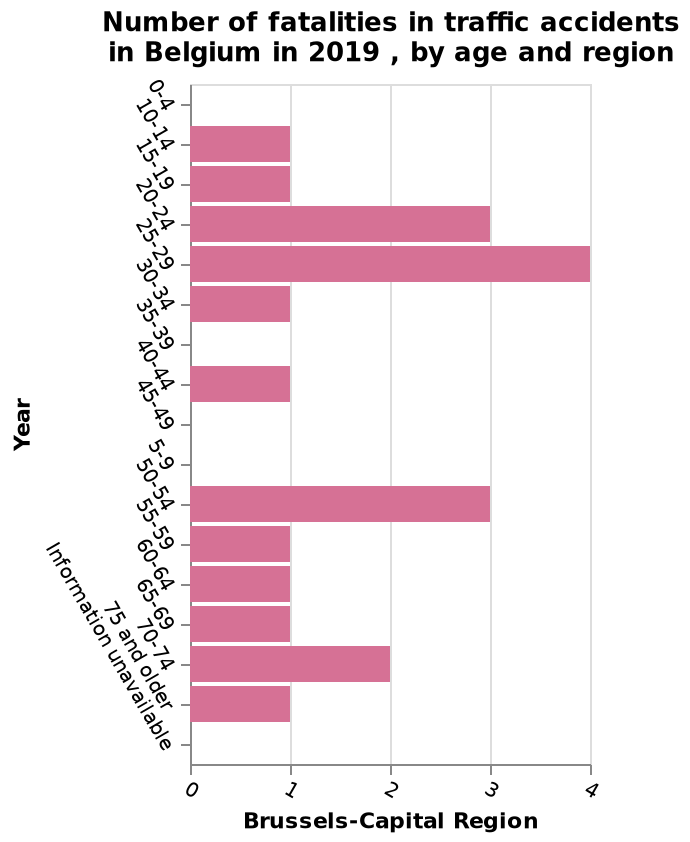 Number of fatalities in traffic accidents
in Belgium in 2019 , by age and region
Year
0-4
10-14
15-19
20-24
25-29
30-34
35-39
40-44
45-49
5-9
50-54
55-59
60-64
65-69
70-74
75 and older
Information unavailable
0 1 2 3 4
Brussels-Capital Region